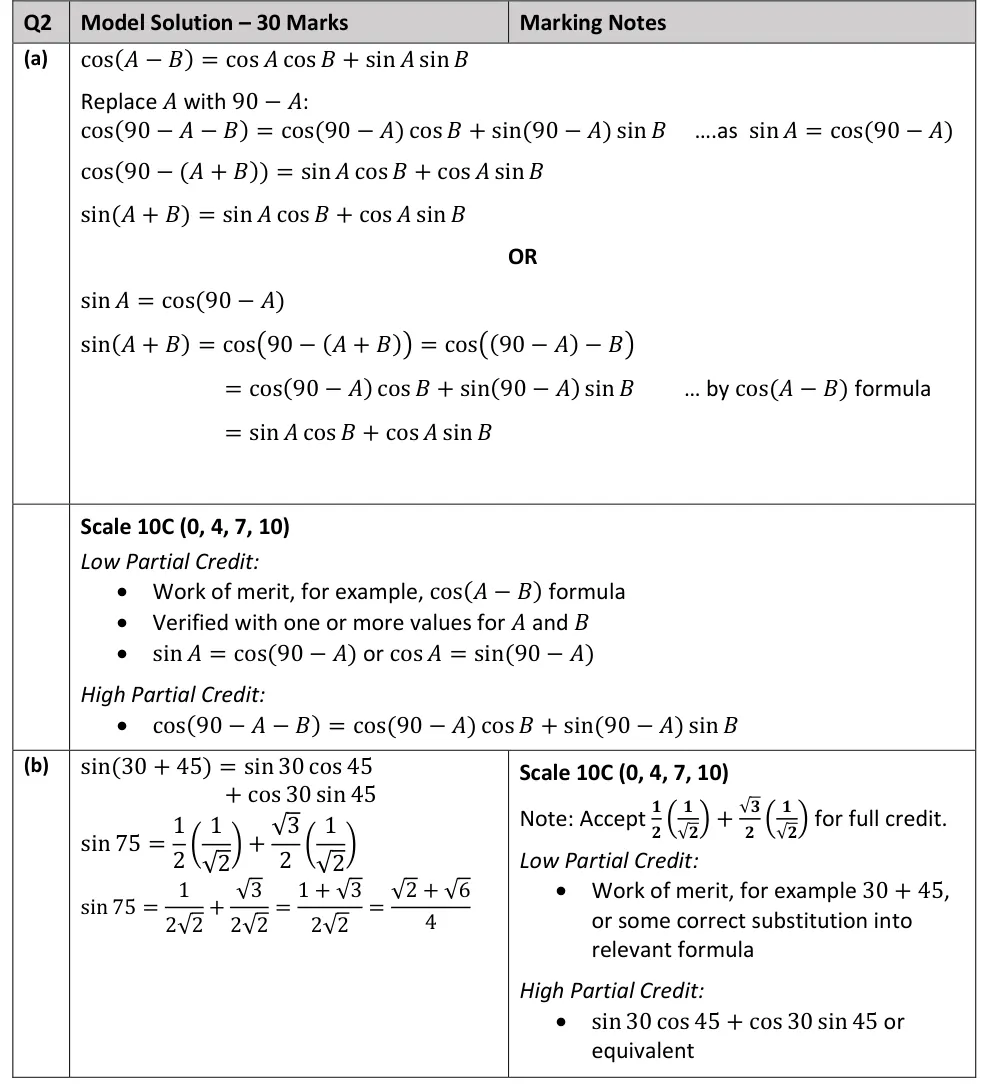 Q2 Model Solution – 30 Marks Marking Notes
(a) cos(A − B) = cos A cos B + sin A sin B
Replace A with 90 − A:
cos(90 − A − B) = cos(90 − A) cos B + sin(90 − A) sin B ….as sin A = cos(90 − A)
cos(90 − (A + B)) = sin A cos B + cos A sin B
sin(A + B) = sin A cos B + cos A sin B
OR
sin A = cos(90 − A)
sin(A + B) = cos(90 − (A + B)) = cos((90 − A) − B)
= cos(90 − A) cos B + sin(90 − A) sin B … by cos(A − B) formula
= sin A cos B + cos A sin B
Scale 10C (0, 4, 7, 10)
Low Partial Credit:
• Work of merit, for example, cos(A − B) formula
• Verified with one or more values for A and B
• sin A = cos(90 − A) or cos A = sin(90 − A)
High Partial Credit:
• cos(90 − A − B) = cos(90 − A) cos B + sin(90 − A) sin B
(b) sin(30 + 45) = sin 30 cos 45
+ cos 30 sin 45
sin 75 = 1/2 (1/√2) + √3/2 (1/√2)
sin 75 = 1/2√2 + √3/2√2 = 1 + √3/2√2 = √2 + √6/4
Scale 10C (0, 4, 7, 10)
Note: Accept 1/2 (1/√2) + √3/2 (1/√2) for full credit.
Low Partial Credit:
• Work of merit, for example 30 + 45,
or some correct substitution into
relevant formula
High Partial Credit:
• sin 30 cos 45 + cos 30 sin 45 or
equivalent